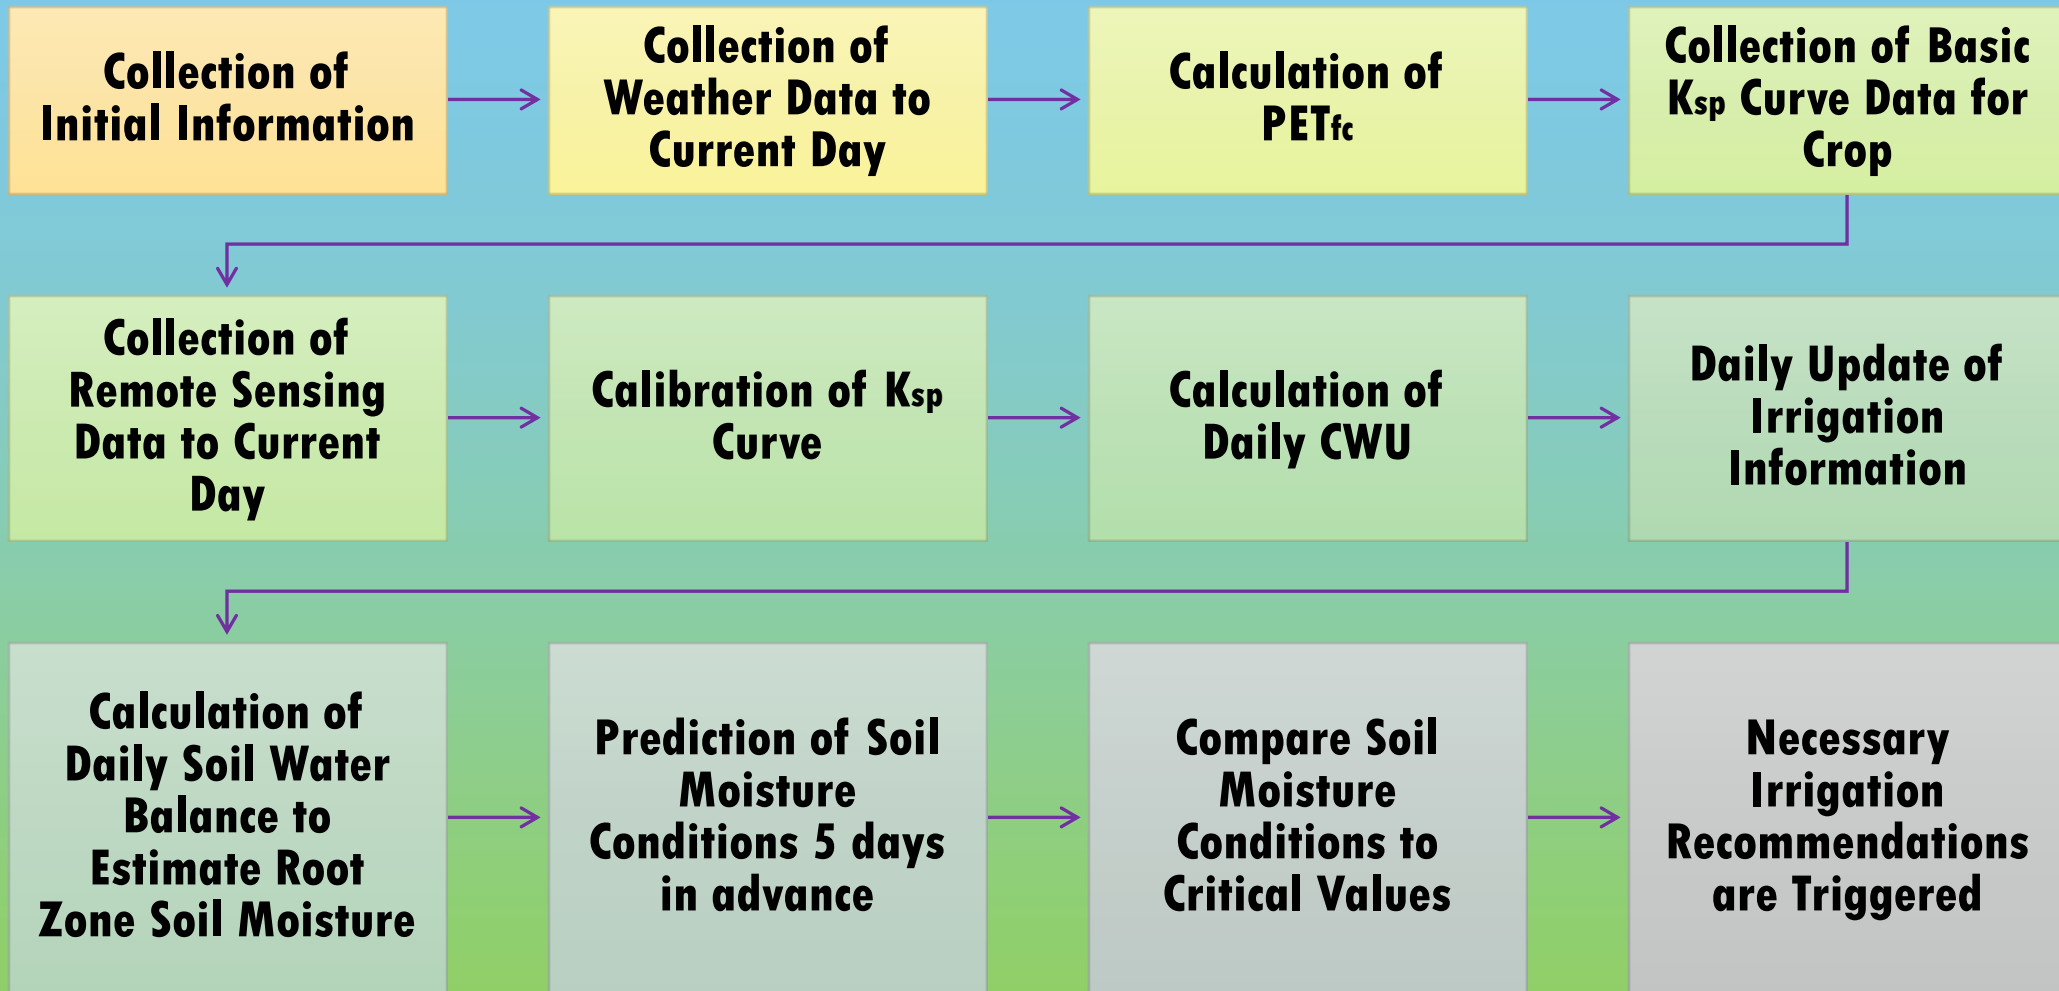 Collection of
Initial Information
Collection of
Weather Data to
Current Day
Calculation of
PETfc
Collection of Basic
Ksp Curve Data for
Crop
Collection of
Remote Sensing
Data to Current
Day
Calibration of Ksp
Curve
Calculation of
Daily CWU
Daily Update of
Irrigation
Information
Calculation of
Daily Soil Water
Balance to
Estimate Root
Zone Soil Moisture
Prediction of Soil
Moisture
Conditions 5 days
in advance
Compare Soil
Moisture
Conditions to
Critical Values
Necessary
Irrigation
Recommendations
are Triggered